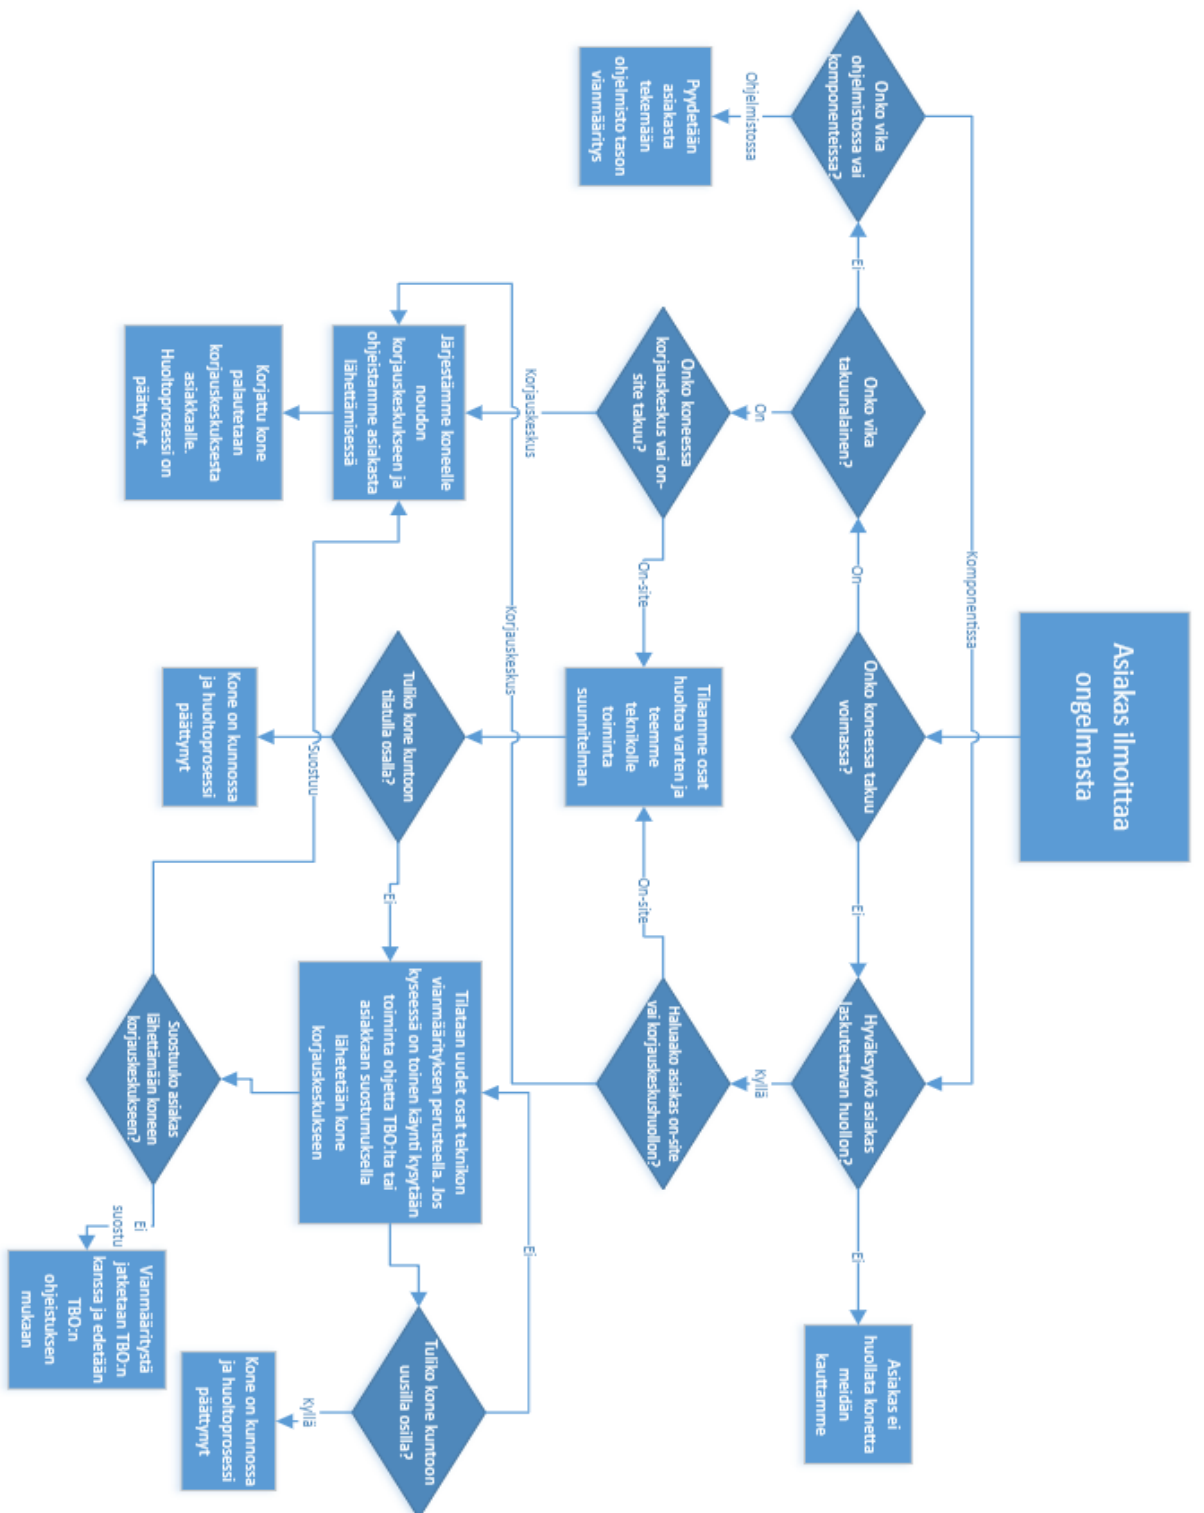 Asiakas ilmoittaa
ongelmasta
Komponentissa
Onko vika
ohjelmistossa vai
komponenteissa?
Ei
Onko vika
takuunalainen?
On
Onko koneessa takuu
voimassa?
Ei
Hyväksyykö asiakas
laskutettavan huollon?
Ei
Asiakas ei
huollata konetta
meidän
kauttamme
Ohjelmistossa
On
Kyllä
Pyydetään
asiakasta
tekemään
ohjelmisto tason
vianmääritys
Onko koneessa
korjauskeskus vai on-
site takuu?
On-site
Tilaamme osat
huoltoa varten ja
teemme
teknikolle
toiminta
suunnitelman
On-site
Haluaako asiakas on-site
vai korjauskeskushuollon?
Korjauskeskus
Korjauskeskus
Ei
Järjestämme koneelle
noudon
korjauskeskukseen ja
ohjeistamme asiakasta
lähettämisessä
Tuliko kone kuntoon
tilatulla osalla?
Ei
Tilataan uudet osat teknikon
vianmäärityksen perusteella. Jos
kyseessä on toinen käynti kysytään
toiminta ohjetta TBO:lta tai
asiakkaan suostumuksella
lähetetään kone
korjauskeskukseen
Tuliko kone kuntoon
uusilla osilla?
Suostuu
Kyllä
Korjattu kone
korjauskeskuksesta
palautetaan
asiakkaalle.
Huoltoprosessi on
päättynyt.
Kone on kunnossa
ja huoltoprosessi
päättynyt
Suostuuko asiakas
lähettämään koneen
korjauskeskukseen?
Kone on kunnossa
ja huoltoprosessi
päättynyt
Ei
suostu
Vianmääritystä
jatketaan TBO:n
kanssa ja edetään
TBO:n
ohjeistuksen
mukaan